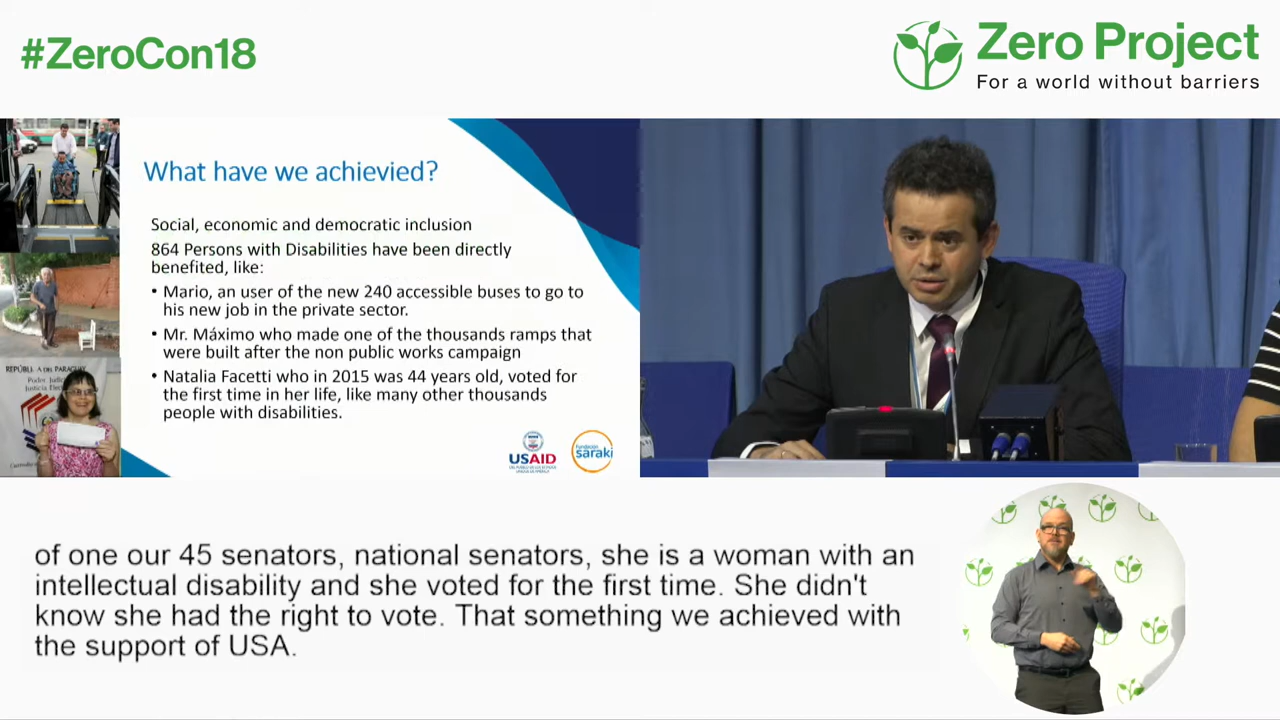 #ZeroCon18
Zero Project
For a world without barriers
What have we achievied?
Social, economic and democratic inclusion
864 Persons with Disabilities have been directly
benefited, like:
• Mario, an user of the new 240 accessible buses to go to
his new job in the private sector.
• Mr. Máximo who made one of the thousands ramps that
were built after the non public works campaign
• Natalia Facetti who in 2015 was 44 years old, voted for
the first time in her life, like many other thousands
people with disabilities.
USAID
fundación
saraki
of one our 45 senators, national senators, she is a woman with an
intellectual disability and she voted for the first time. She didn't
know she had the right to vote. That something we achieved with
the support of USA.